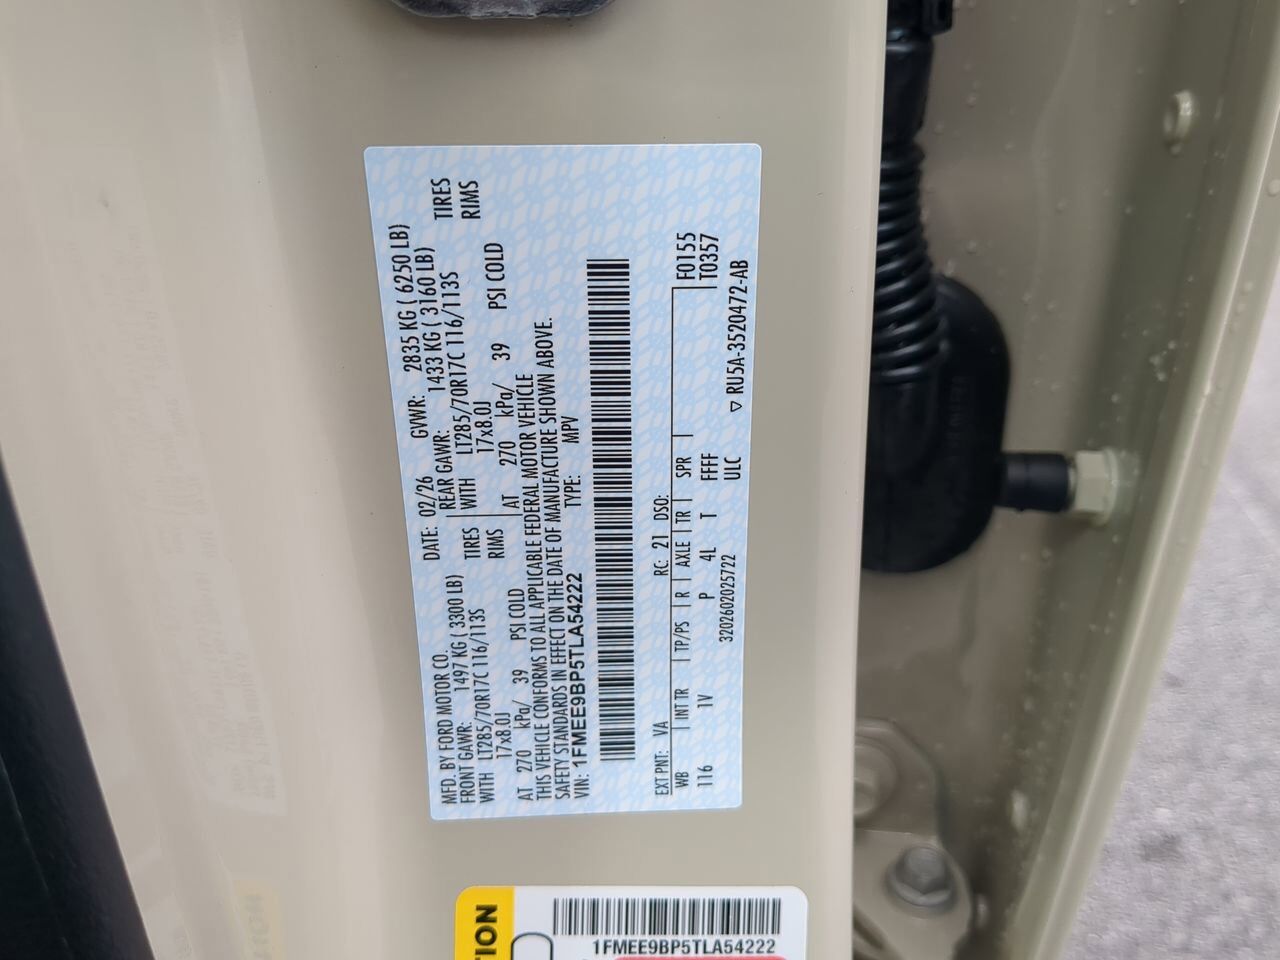 MFD. BY FORD MOTOR CO.
DATE: 02/26 GVWR: 2835 KG ( 6250 LB)
FRONT GAWR: 1497 KG ( 3300 LB) REAR GAWR: 1433 KG ( 3160 LB)
WITH LT285/70R17C 116/113S TIRES WITH LT285/70R17C 116/113S TIRES
17x8.0J RIMS 17x8.0J RIMS
AT 270 kPa/ 39 PSI COLD AT 270 kPa/ 39 PSI COLD
THIS VEHICLE CONFORMS TO ALL APPLICABLE FEDERAL MOTOR VEHICLE
SAFETY STANDARDS IN EFFECT ON THE DATE OF MANUFACTURE SHOWN ABOVE.
VIN: 1FMEE9BP5TLA54222 TYPE: MPV
EXT PNT: VA RC: 21 DSO: F0155
WB INT TR TP/PS R AXLE TR SPR T0357
116 1V P 4L T FFFF
3202602025722 ULC ▽ RU5A-3520472-AB
TION
1FMEE9BP5TLA54222